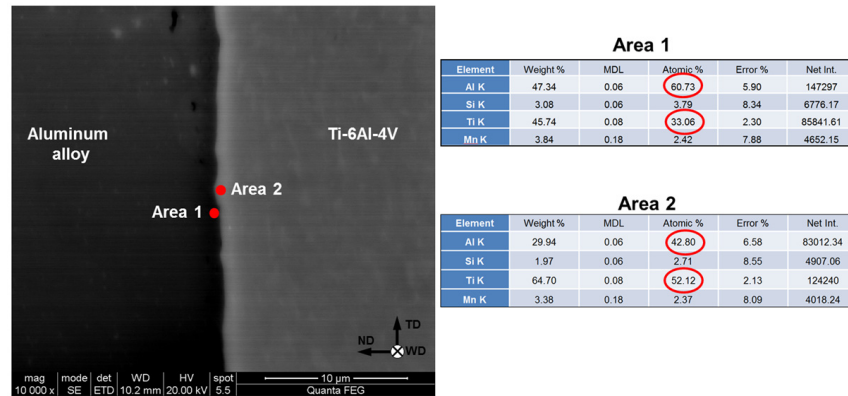 Aluminum
alloy
Ti-6Al-4V
Area 2
Area 1
TD
ND
WD
mag mode det WD HV spot
10 000 x SE ETD 10.2 mm 20.00 kV 5.5
10 µm
Quanta FEG
Area 1
Element Weight % MDL Atomic % Error % Net Int.
Al K 47.34 0.06 60.73 5.90 147297
Si K 3.08 0.06 3.79 8.34 6776.17
Ti K 45.74 0.08 33.06 2.30 85841.61
Mn K 3.84 0.18 2.42 7.88 4652.15
Area 2
Element Weight % MDL Atomic % Error % Net Int.
Al K 29.94 0.06 42.80 6.58 83012.34
Si K 1.97 0.06 2.71 8.55 4907.06
Ti K 64.70 0.08 52.12 2.13 124240
Mn K 3.38 0.18 2.37 8.09 4018.24